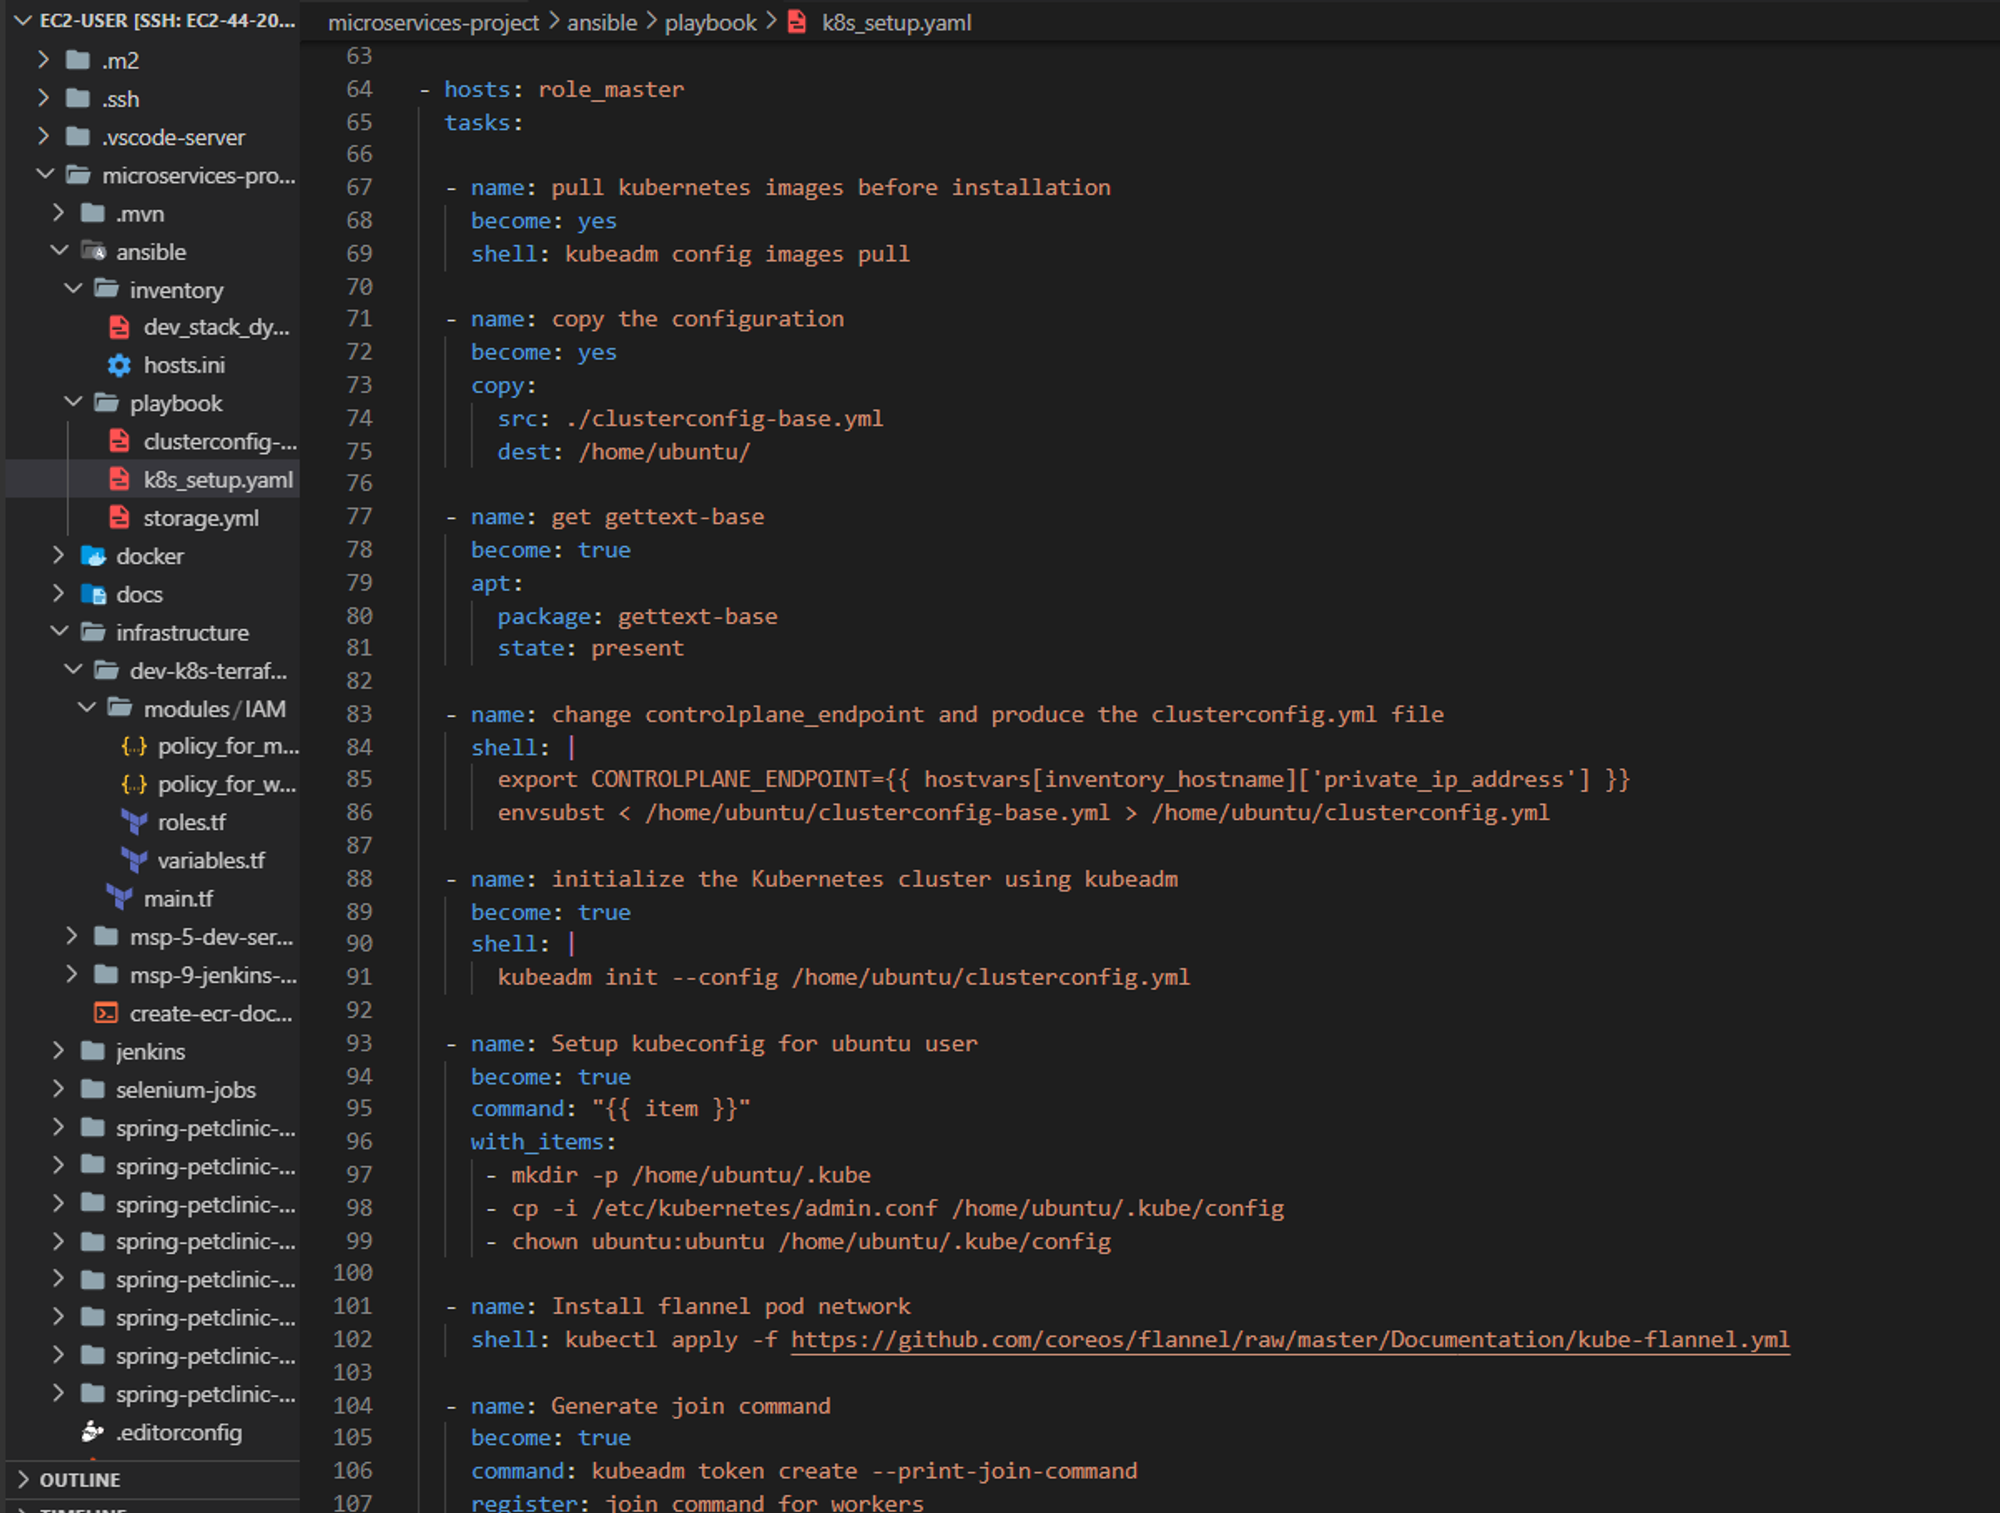 EC2-USER [SSH: EC2-44-20...
.m2
.ssh
.vscode-server
microservices-pro...
.mvn
ansible
inventory
dev_stack_dy...
hosts.ini
playbook
clusterconfig-...
k8s_setup.yaml
storage.yml
docker
docs
infrastructure
dev-k8s-terraf...
modules/IAM
policy_for_m...
policy_for_w...
roles.tf
variables.tf
main.tf
msp-5-dev-ser...
msp-9-jenkins-...
create-ecr-doc...
jenkins
selenium-jobs
spring-petclinic-...
spring-petclinic-...
spring-petclinic-...
spring-petclinic-...
spring-petclinic-...
spring-petclinic-...
spring-petclinic-...
spring-petclinic-...
.editorconfig
OUTLINE
TIMELINE
microservices-project > ansible > playbook > k8s_setup.yaml
63
64 - hosts: role_master
65 tasks:
66
67 - name: pull kubernetes images before installation
68 become: yes
69 shell: kubeadm config images pull
70
71 - name: copy the configuration
72 become: yes
73 copy:
74 src: ./clusterconfig-base.yml
75 dest: /home/ubuntu/
76
77 - name: get gettext-base
78 become: true
79 apt:
80 package: gettext-base
81 state: present
82
83 - name: change controlplane_endpoint and produce the clusterconfig.yml file
84 shell: |
85 export CONTROLPLANE_ENDPOINT={{ hostvars[inventory_hostname]['private_ip_address'] }}
86 envsubst < /home/ubuntu/clusterconfig-base.yml > /home/ubuntu/clusterconfig.yml
87
88 - name: initialize the Kubernetes cluster using kubeadm
89 become: true
90 shell: |
91 kubeadm init --config /home/ubuntu/clusterconfig.yml
92
93 - name: Setup kubeconfig for ubuntu user
94 become: true
95 command: "{{ item }}"
96 with_items:
97 - mkdir -p /home/ubuntu/.kube
98 - cp -i /etc/kubernetes/admin.conf /home/ubuntu/.kube/config
99 - chown ubuntu:ubuntu /home/ubuntu/.kube/config
100
101 - name: Install flannel pod network
102 shell: kubectl apply -f https://github.com/coreos/flannel/raw/master/Documentation/kube-flannel.yml
103
104 - name: Generate join command
105 become: true
106 command: kubeadm token create --print-join-command
107 register: join_command_for_workers